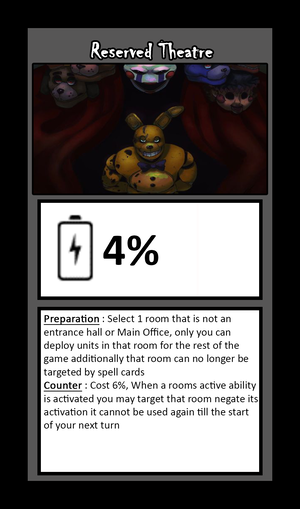 Reserved Theatre
4%
Preparation : Select 1 room that is not an
entrance hall or Main Office, only you can
deploy units in that room for the rest of the
game additionally that room can no longer be
targeted by spell cards
Counter : Cost 6%, When a rooms active ability
is activated you may target that room negate its
activation it cannot be used again till the start
of your next turn